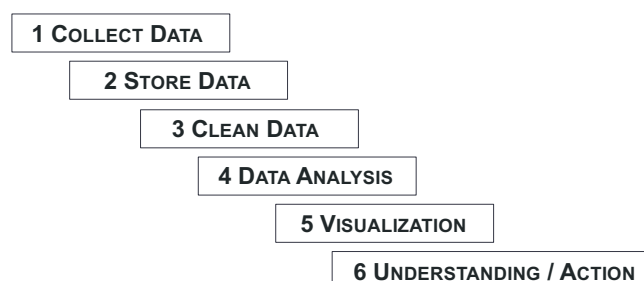 1 COLLECT DATA
2 STORE DATA
3 CLEAN DATA
4 DATA ANALYSIS
5 VISUALIZATION
6 UNDERSTANDING / ACTION